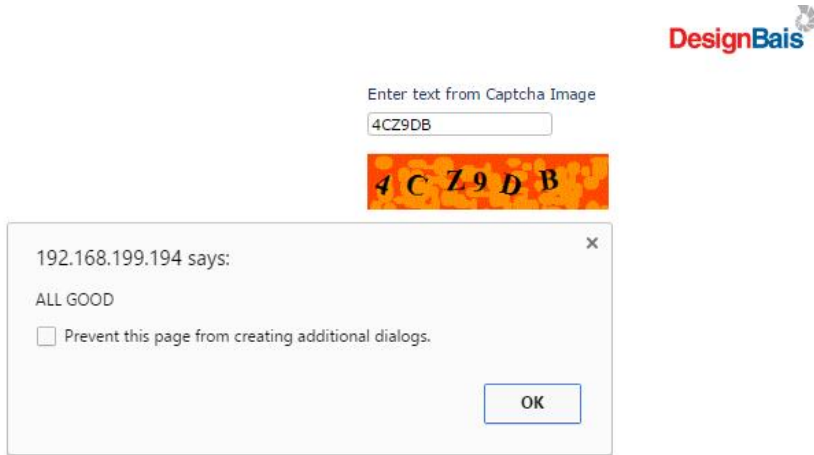 DesignBais
Enter text from Captcha Image
4CZ9DB
4 C Z 9 D B
192.168.199.194 says:
ALL GOOD
Prevent this page from creating additional dialogs.
OK